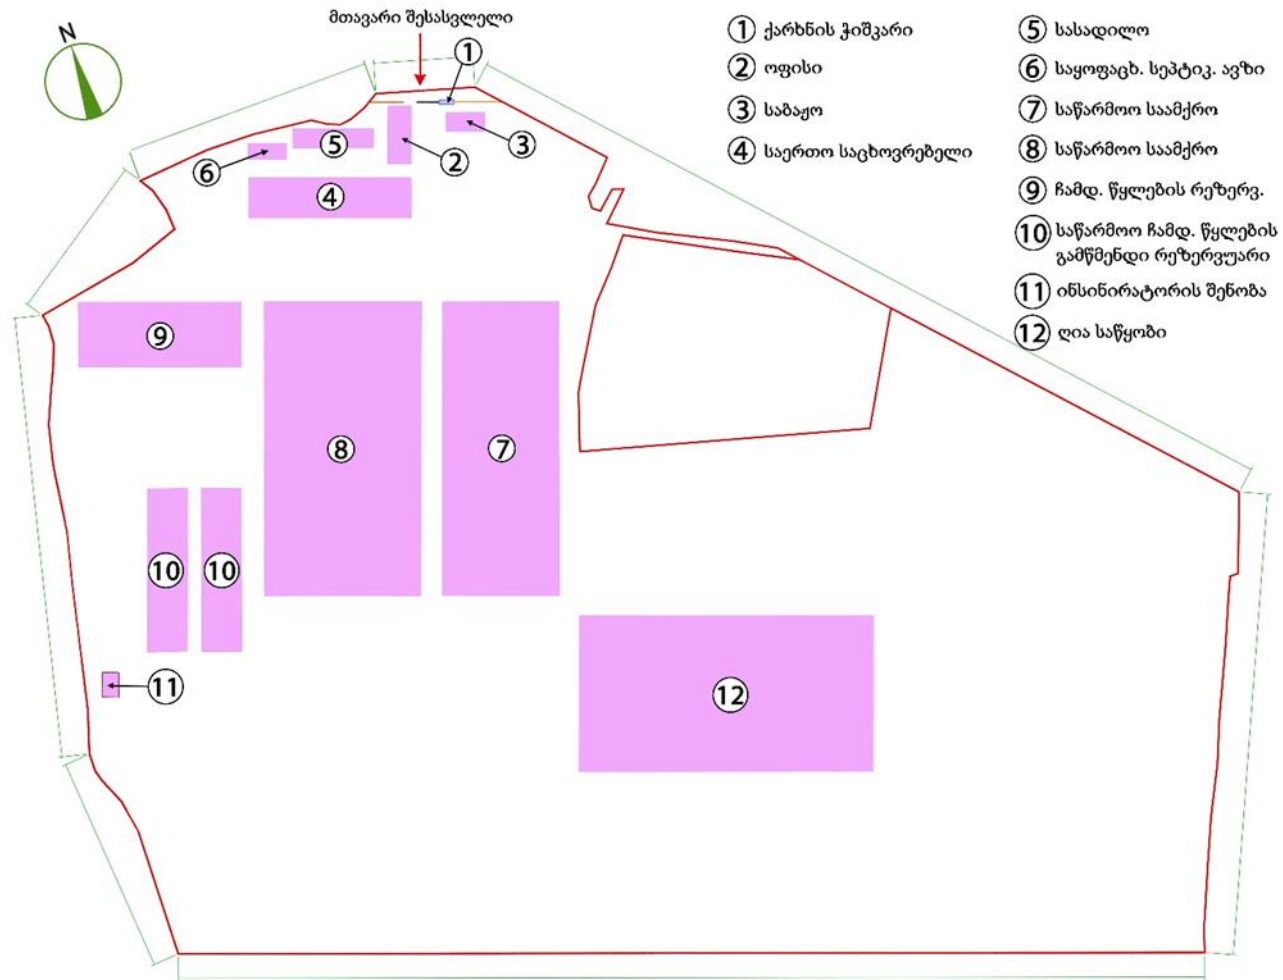 N
მთავარი შესასვლელი
1 ქარხნის ჭიშკარი
2 ოფისი
3 საბაჟო
4 საერთო საცხოვრებელი
5 სასადილო
6 საყოფაცხ. სეპტიკ. ავზი
7 საწარმოო საამქრო
8 საწარმოო საამქრო
9 ჩამდ. წყლების რეზერვ.
10 საწარმოო ჩამდ. წყლების
გამწმენდი რეზერვუარი
11 ინსინირატორის შენობა
12 ღია საწყობი
1
5
2
3
6
4
9
8
7
10
10
11
12